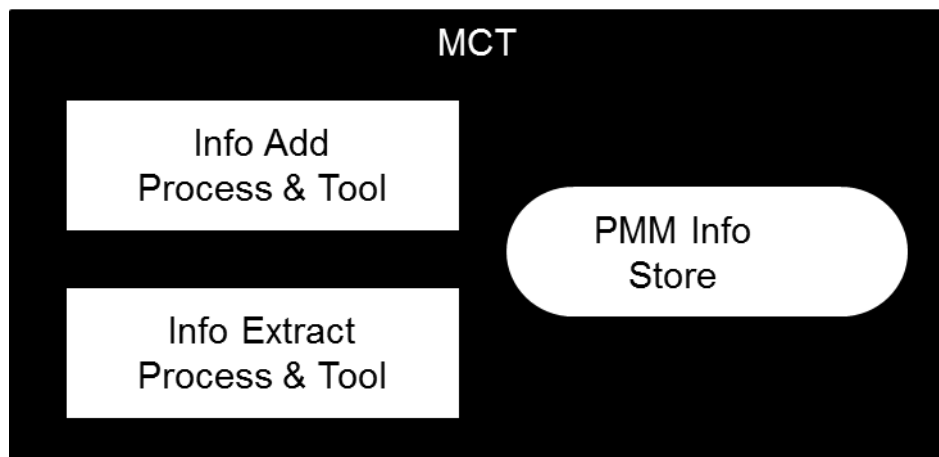 MCT
Info Add
Process & Tool
PMM Info
Store
Info Extract
Process & Tool